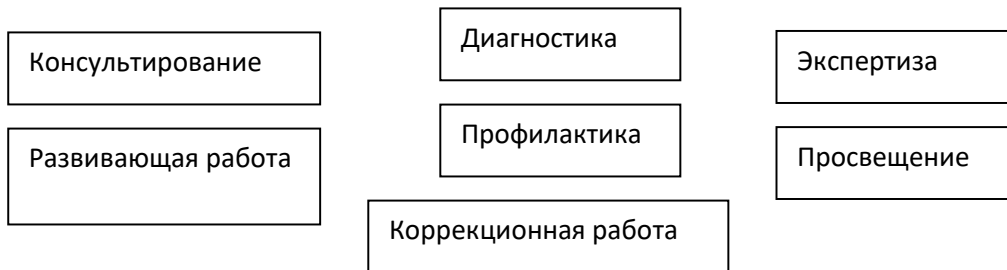 Диагностика
Консультирование
Экспертиза
Профилактика
Развивающая работа
Просвещение
Коррекционная работа